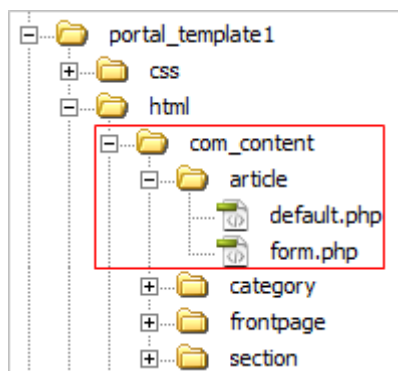 portal_template1
css
html
com_content
article
default.php
form.php
category
frontpage
section